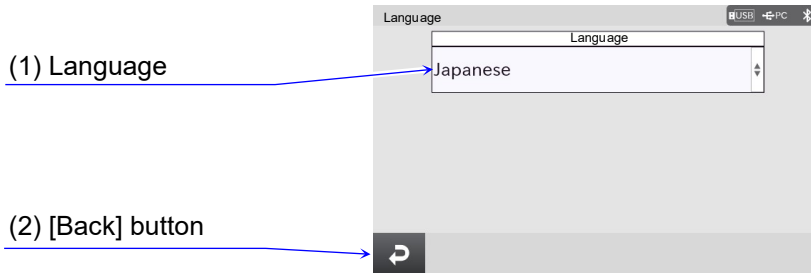 Language
USB PC
Language
(1) Language
Japanese
(2) [Back] button